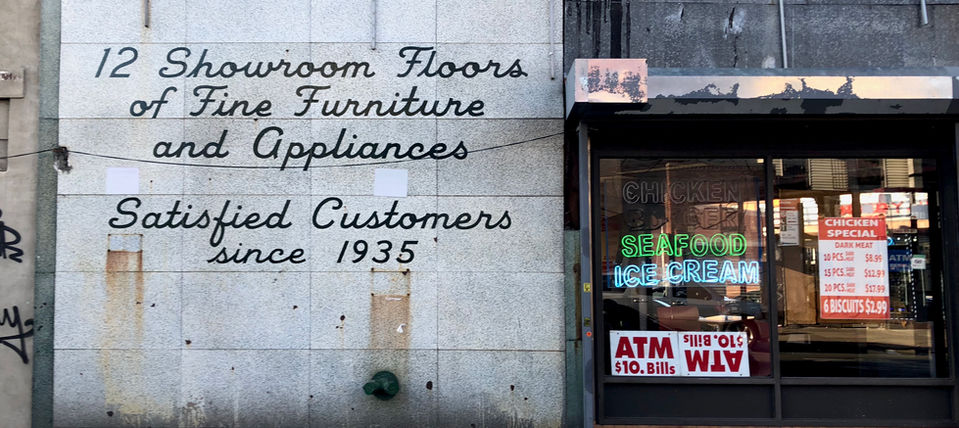 12 Showroom Floors
of Fine Furniture
and Appliances
Satisfied Customers
since 1935
CHICKEN
SEAFOOD
ICE CREAM
CHICKEN
SPECIAL
DARK MEAT
10 PCS. $8.99
15 PCS. $12.99
20 PCS. $17.99
6 BISCUITS $2.99
ATM
ATM
$10. Bills
ATM
$10. Bills